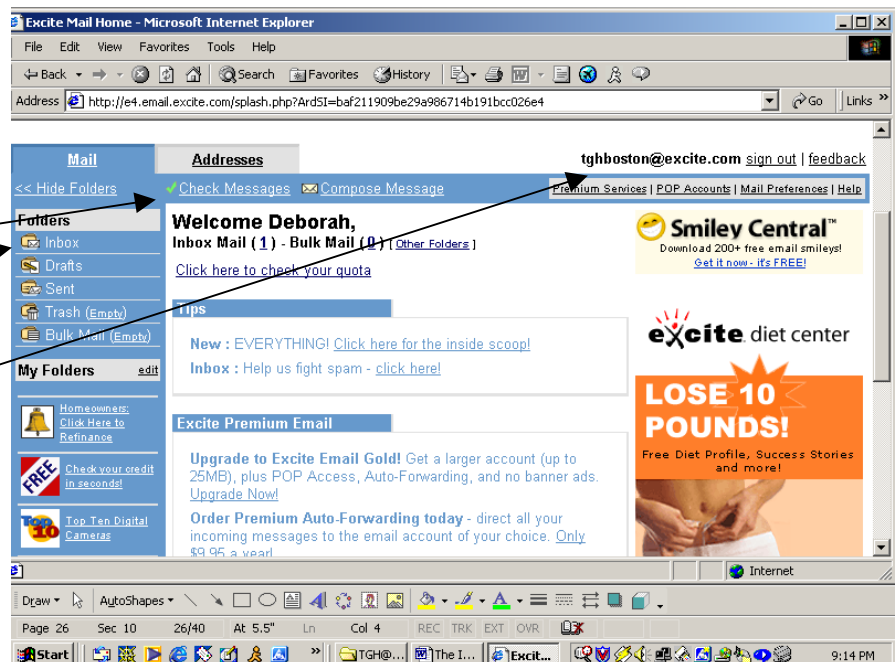 Excite Mail Home - Microsoft Internet Explorer
File Edit View Favorites Tools Help
Back Search Favorites History
Address http://e4.email.excite.com/splash.php?ArdSI=baf211909be29a986714b191bcc026e4 Go Links »
Mail Addresses tghboston@excite.com sign out | feedback
<< Hide Folders Check Messages Compose Message Premium Services | POP Accounts | Mail Preferences | Help
Folders
Inbox
Drafts
Sent
Trash (Empty)
Bulk Mail (Empty)
My Folders edit
Homeowners:
Click Here to
Refinance
FREE
Check your credit
in seconds!
Top 10
Top Ten Digital
Cameras
Welcome Deborah,
Inbox Mail ( 1 ) - Bulk Mail ( 0 ) [ Other Folders ]
Click here to check your quota
Tips
New : EVERYTHING! Click here for the inside scoop!
Inbox : Help us fight spam - click here!
Excite Premium Email
Upgrade to Excite Email Gold! Get a larger account (up to
25MB), plus POP Access, Auto-Forwarding, and no banner ads.
Upgrade Now!
Order Premium Auto-Forwarding today - direct all your
incoming messages to the email account of your choice. Only
$9.95 a year!
Smiley Central™
Download 200+ free email smileys!
Get it now - it's FREE!
excite diet center
LOSE 10
POUNDS!
Free Diet Profile, Success Stories
and more!
Internet
Draw AutoShapes
Page 26 Sec 10 26/40 At 5.5" Ln Col 4 REC TRK EXT OVR
Start » TGH@... The I... Excit... 9:14 PM